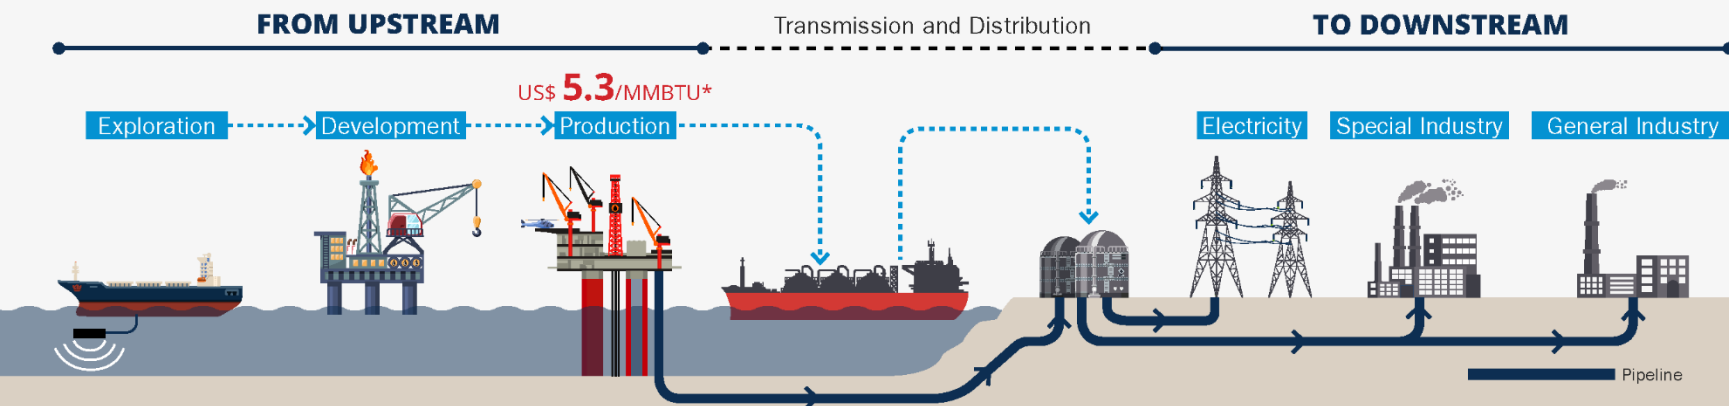 FROM UPSTREAM
Transmission and Distribution
TO DOWNSTREAM
US$ 5.3/MMBTU*
Exploration
Development
Production
Electricity
Special Industry
General Industry
Pipeline